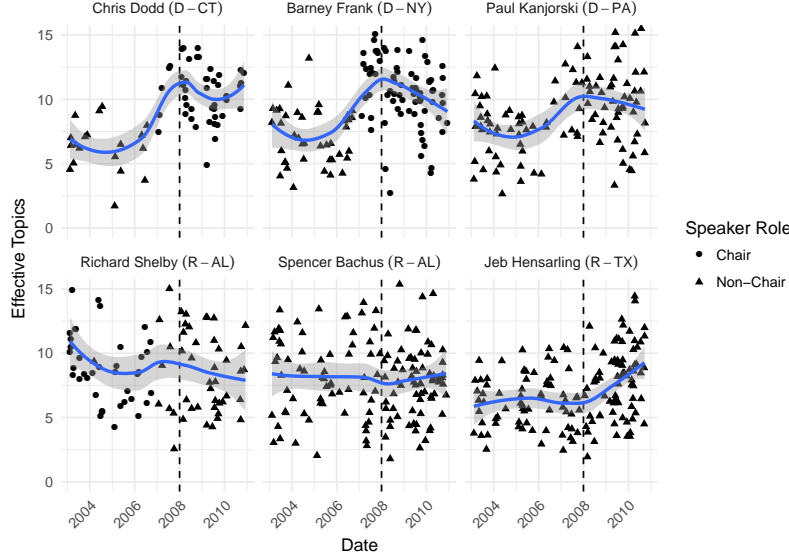 Chris Dodd (D−CT)
Barney Frank (D−NY)
Paul Kanjorski (D−PA)
15
10
5
0
Richard Shelby (R−AL)
Spencer Bachus (R−AL)
Jeb Hensarling (R−TX)
15
10
5
0
2004
2006
2008
2010
2004
2006
2008
2010
2004
2006
2008
2010
Effective Topics
Date
Speaker Role
Chair
Non−Chair